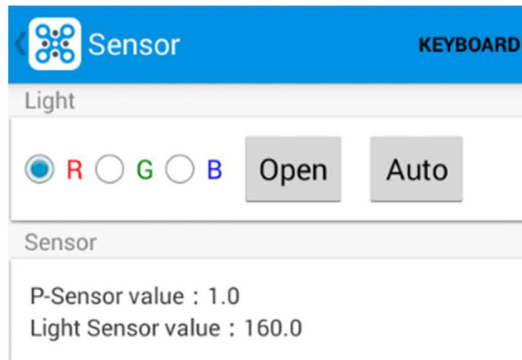 Sensor KEYBOARD
Light
R G B Open Auto
Sensor
P-Sensor value : 1.0
Light Sensor value : 160.0